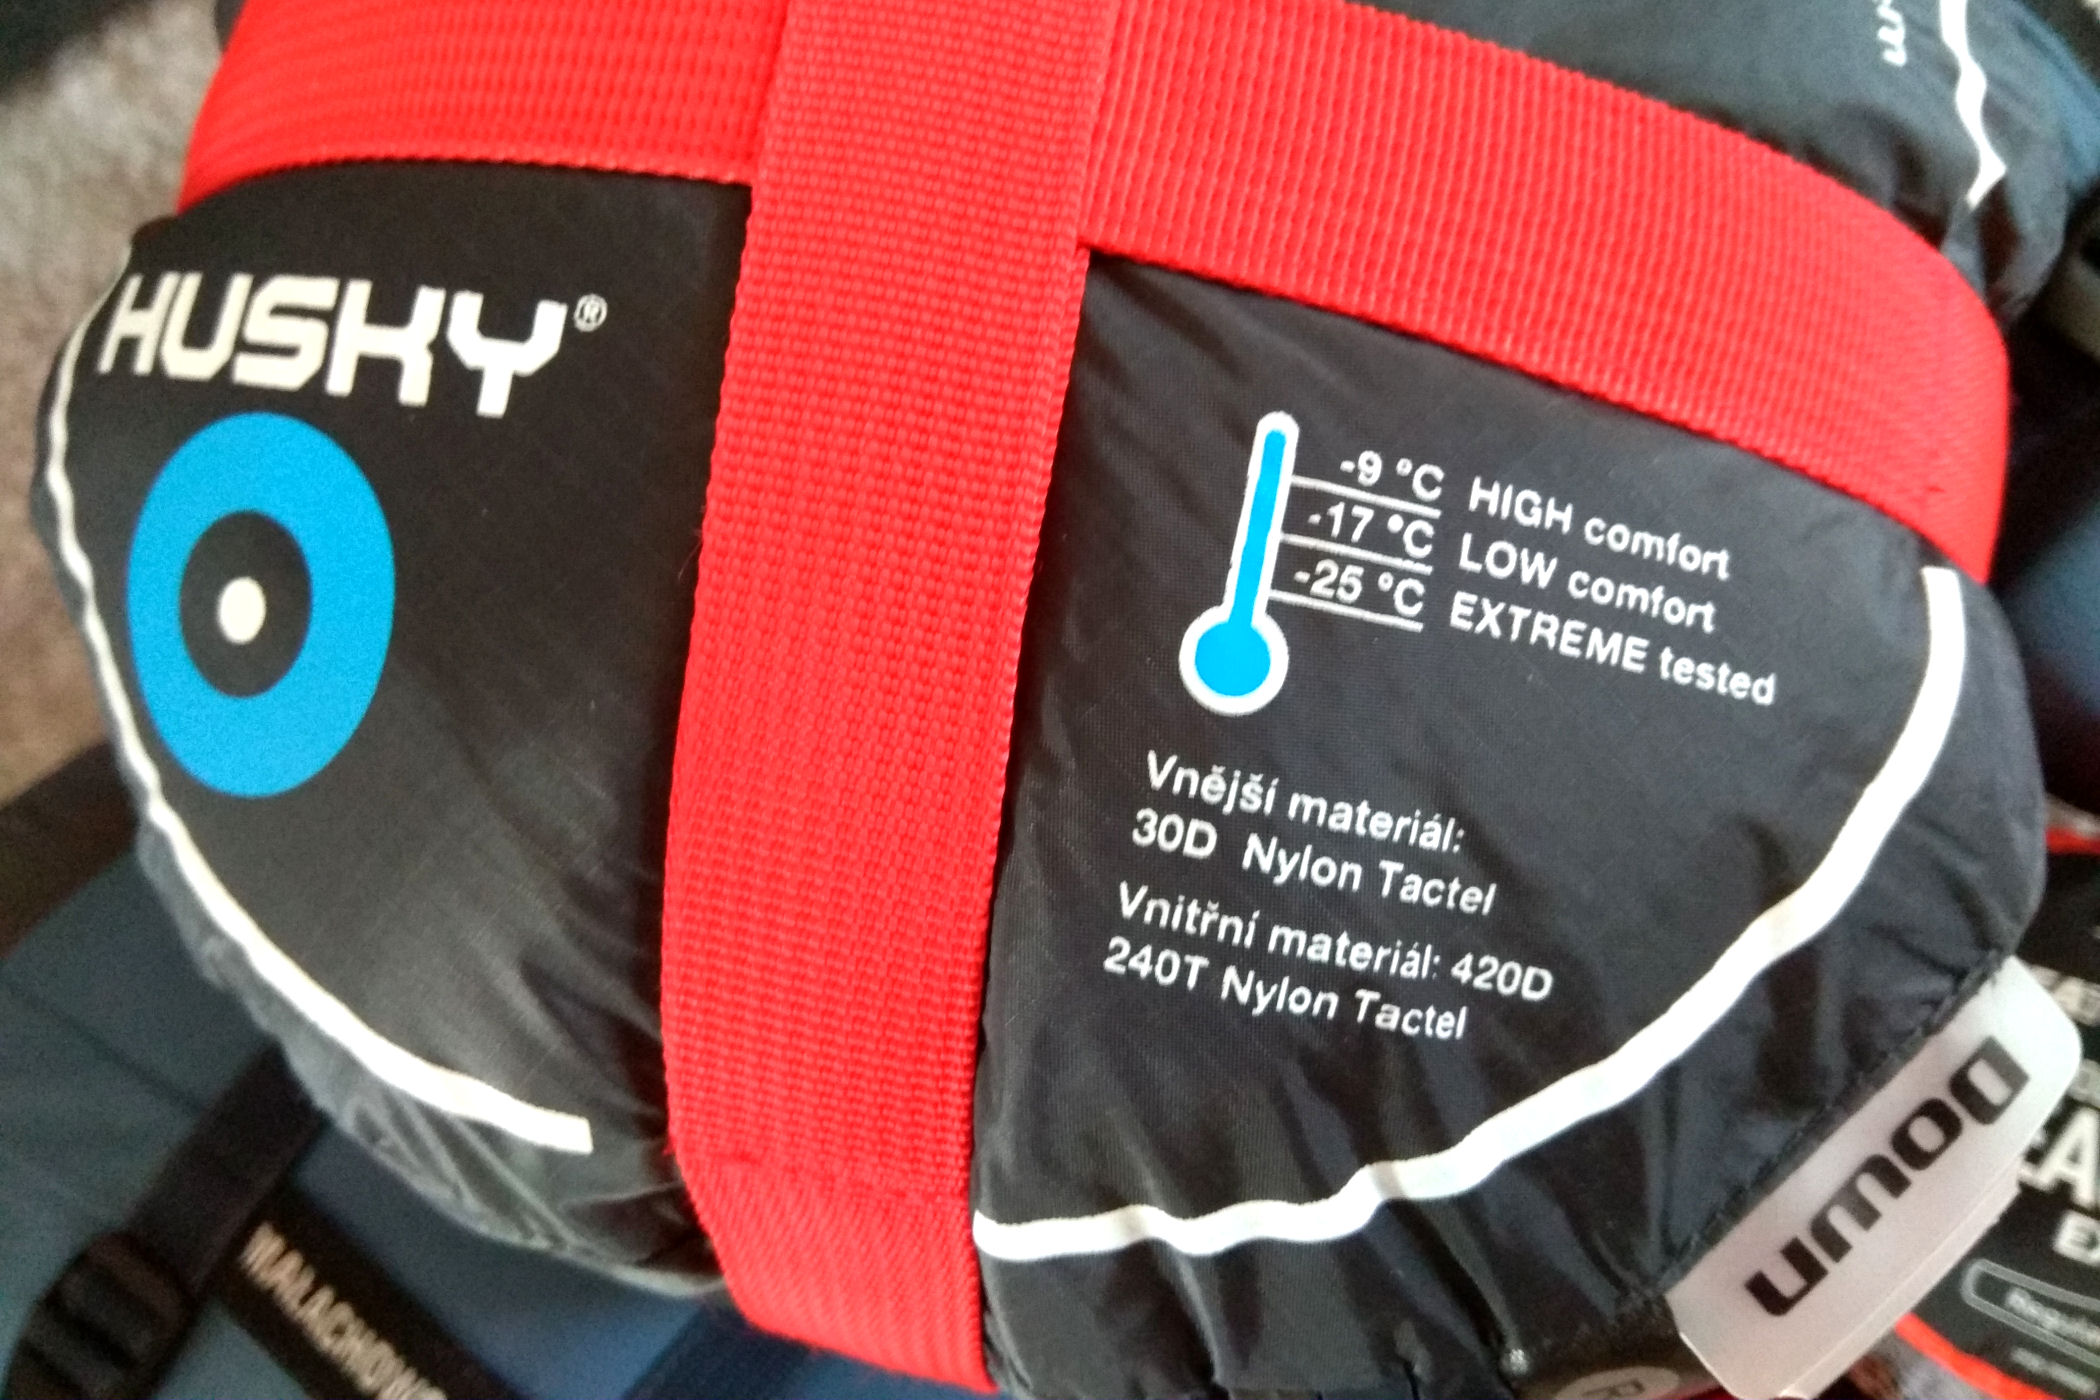 HUSKY®
-9 °C HIGH comfort
-17 °C LOW comfort
-25 °C EXTREME tested
Vnější materiál:
30D Nylon Tactel
Vnitřní materiál: 420D
240T Nylon Tactel
Down